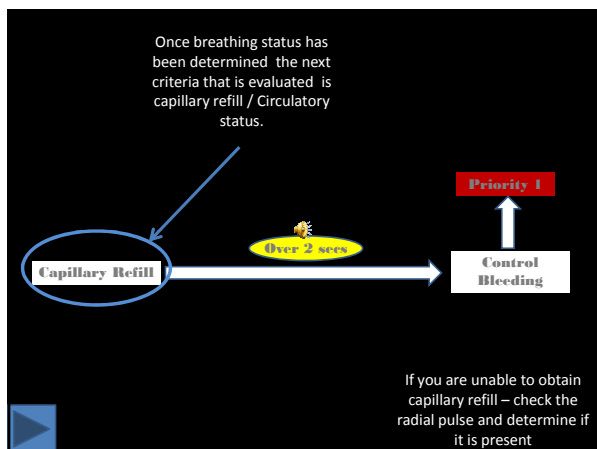 Once breathing status has
been determined the next
criteria that is evaluated is
capillary refill / Circulatory
status.
Priority 1
Over 2 secs
Capillary Refill
Control
Bleeding
If you are unable to obtain
capillary refill – check the
radial pulse and determine if
it is present